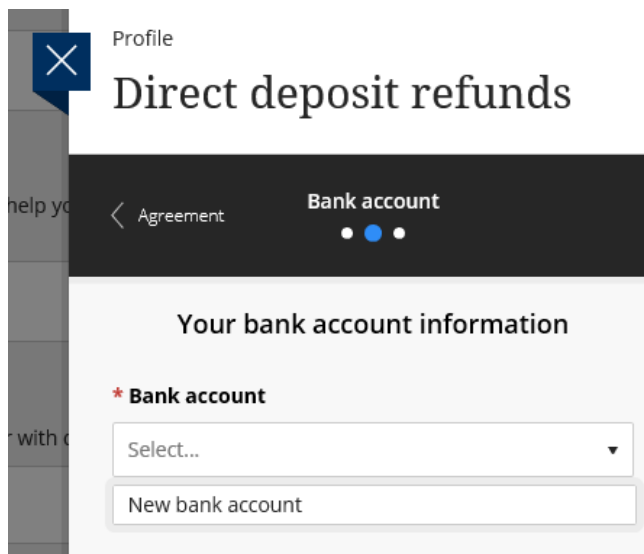 Profile
Direct deposit refunds
help yo
Agreement
Bank account
Your bank account information
* Bank account
r with
Select...
New bank account